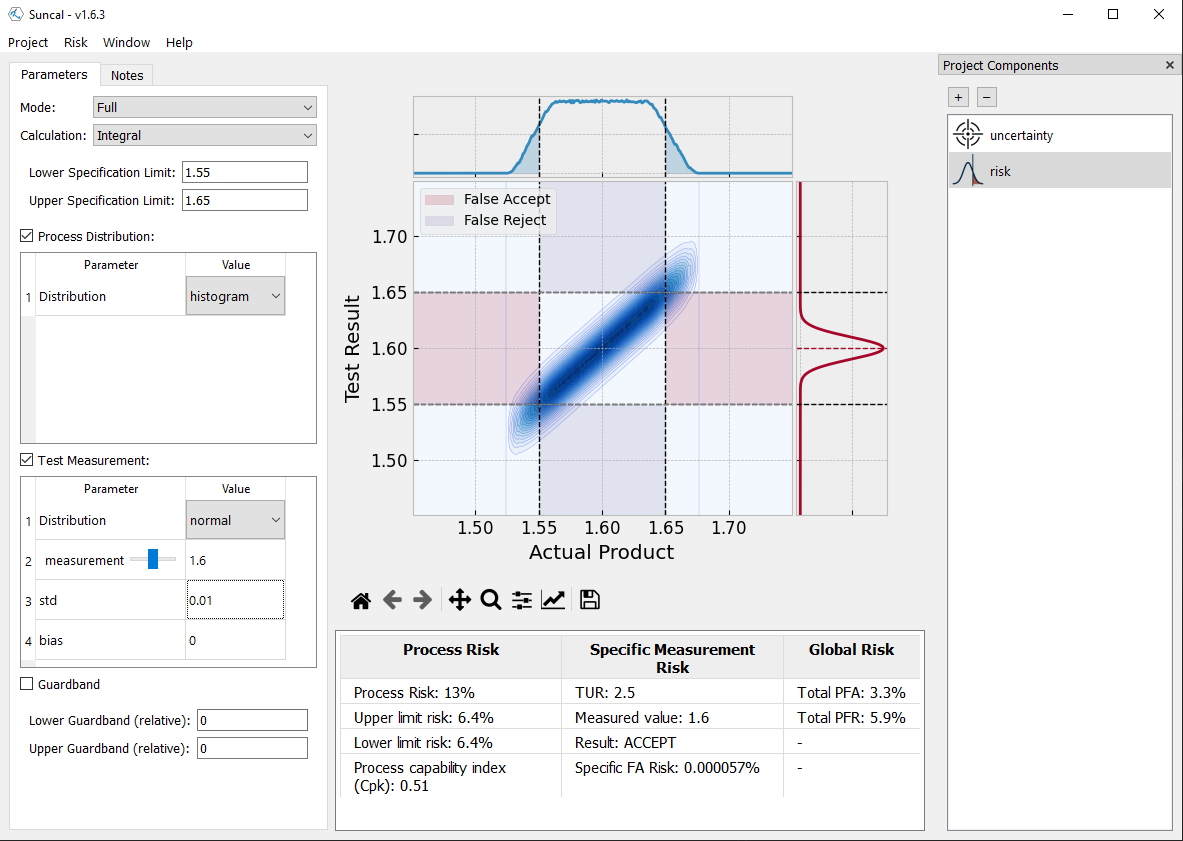 Suncal - v1.6.3
Project Risk Window Help
Parameters Notes
Mode: Full
Calculation: Integral
Lower Specification Limit: 1.55
Upper Specification Limit: 1.65
Process Distribution:
Parameter Value
1 Distribution histogram
Test Measurement:
Parameter Value
1 Distribution normal
2 measurement 1.6
3 std 0.01
4 bias 0
Guardband
Lower Guardband (relative): 0
Upper Guardband (relative): 0
False Accept
False Reject
Test Result
1.70
1.65
1.60
1.55
1.50
1.50 1.55 1.60 1.65 1.70
Actual Product
Process Risk Specific Measurement Risk Global Risk
Process Risk: 13% TUR: 2.5 Total PFA: 3.3%
Upper limit risk: 6.4% Measured value: 1.6 Total PFR: 5.9%
Lower limit risk: 6.4% Result: ACCEPT -
Process capability index (Cpk): 0.51 Specific FA Risk: 0.000057% -
Project Components
+ −
uncertainty
risk